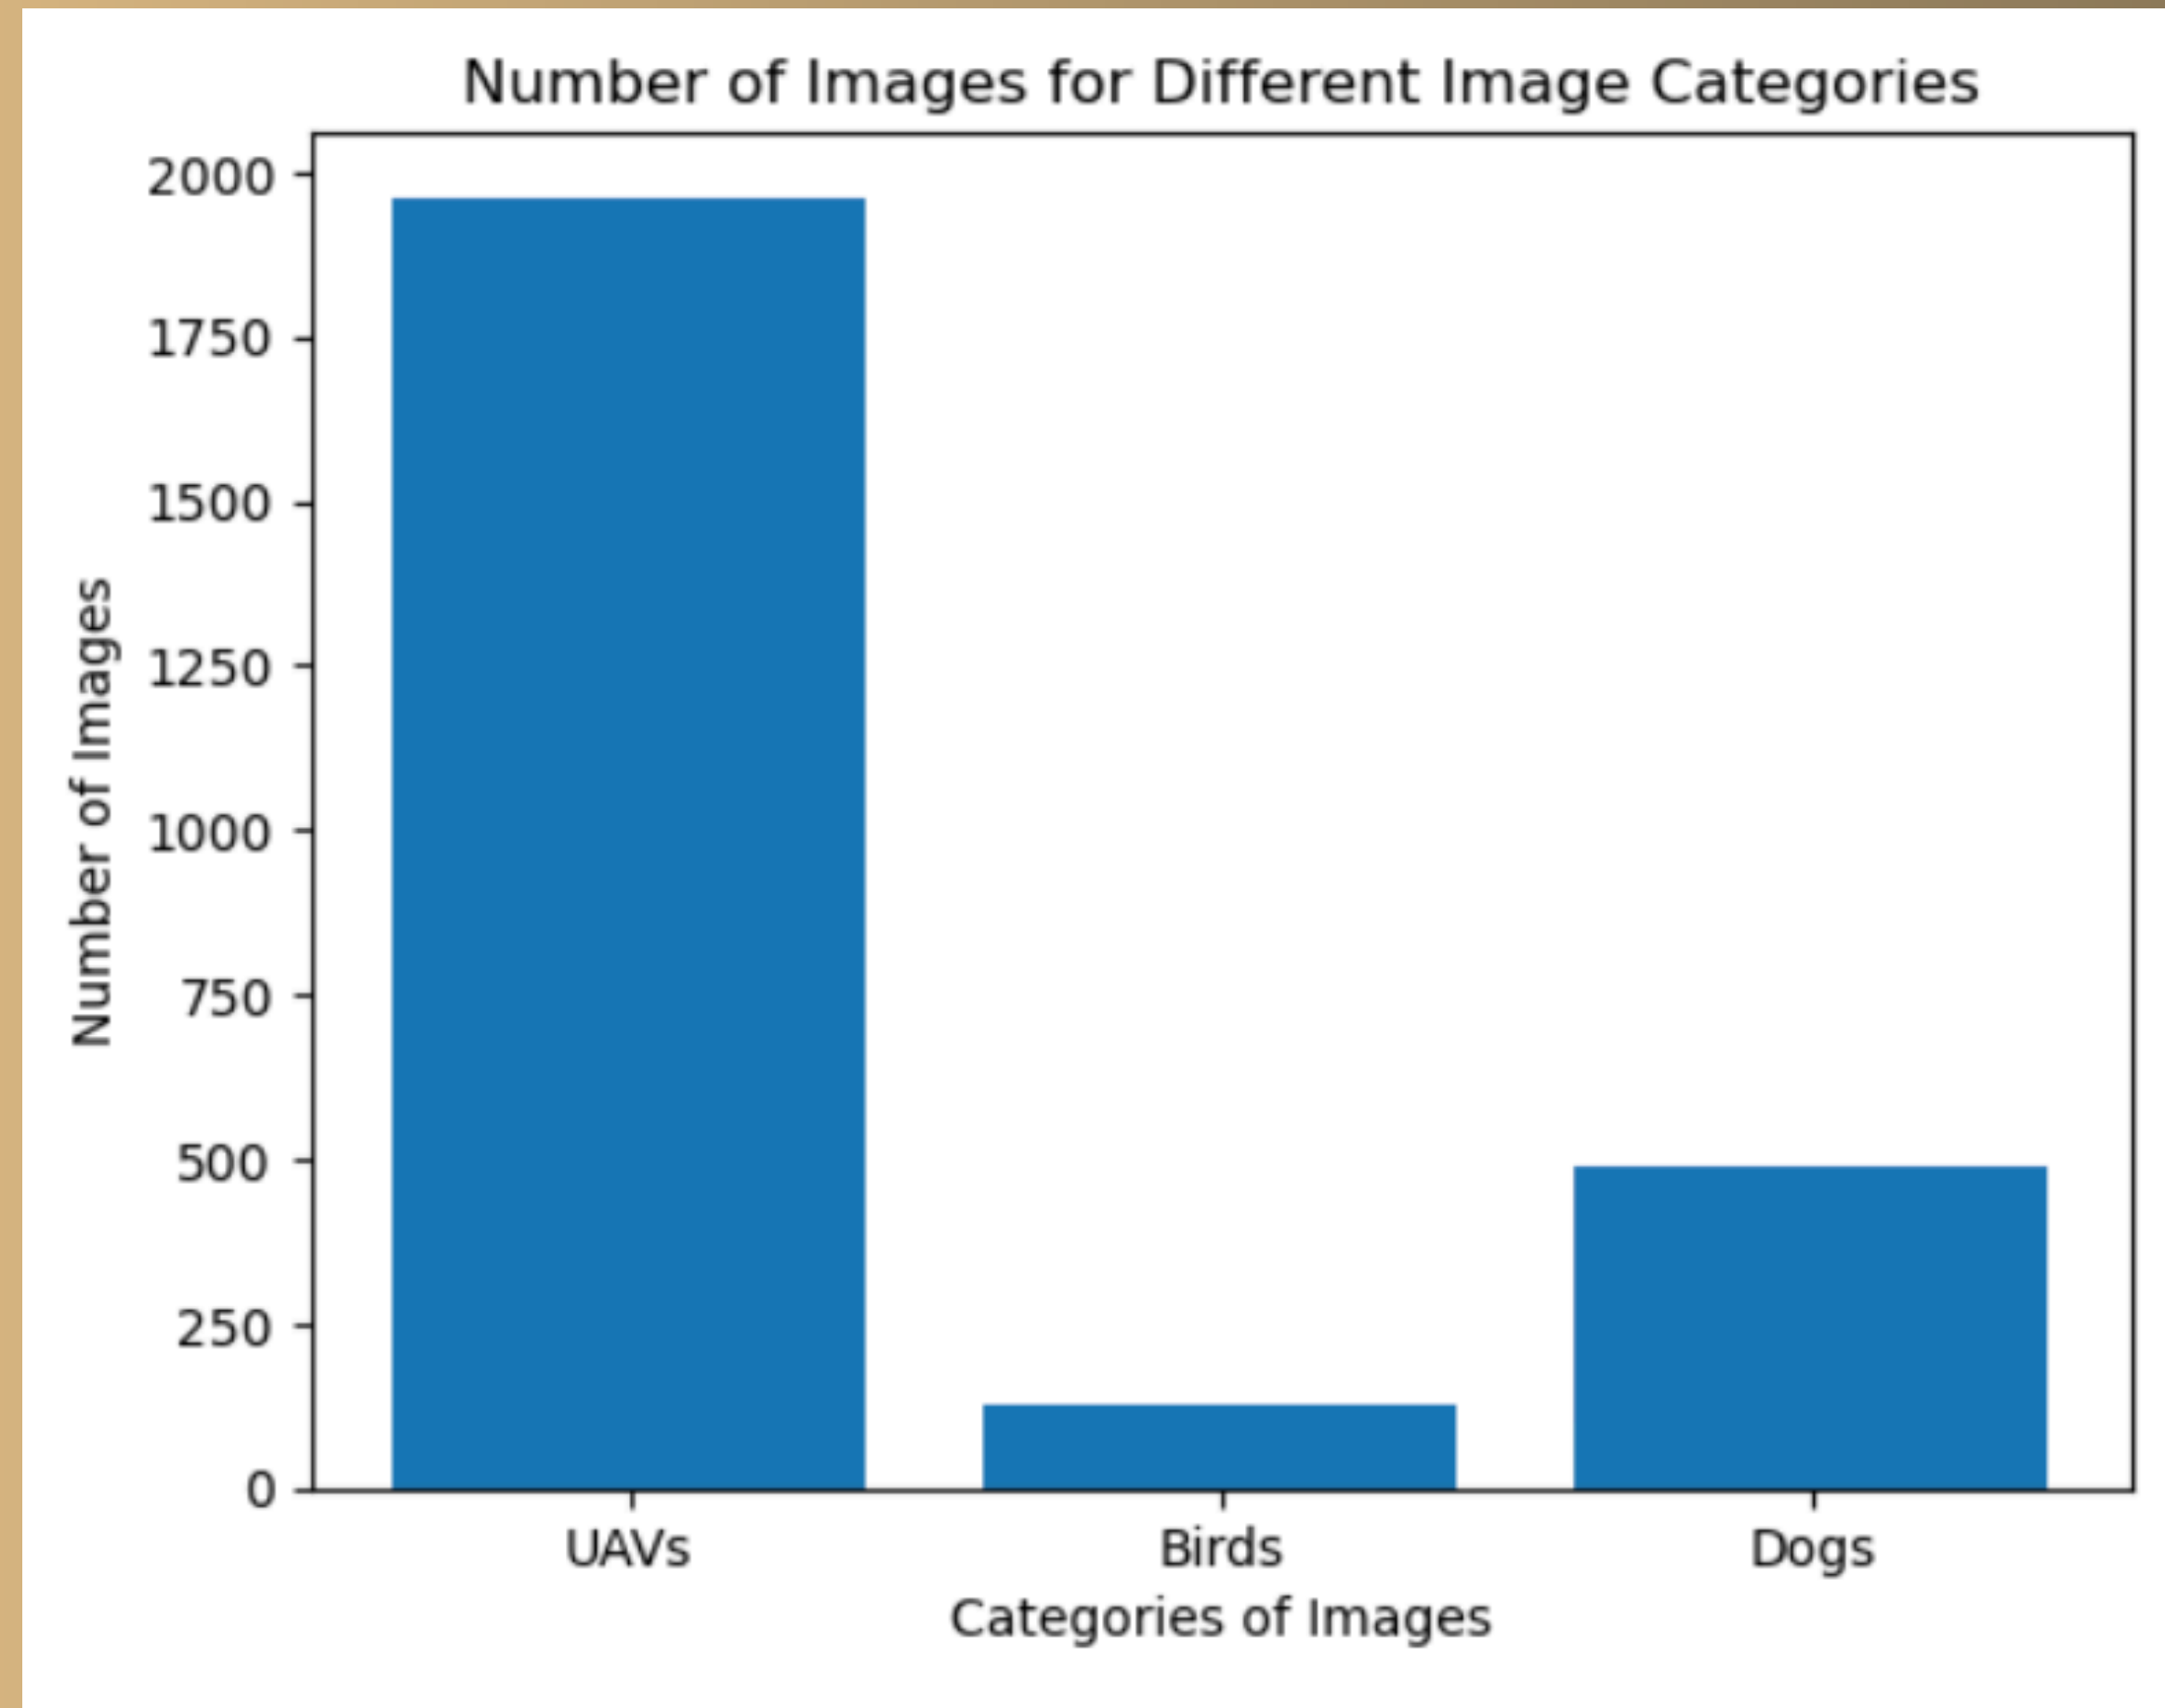 Number of Images for Different Image Categories
2000
1750
1500
1250
1000
750
500
250
0
Number of Images
UAVs Birds Dogs
Categories of Images